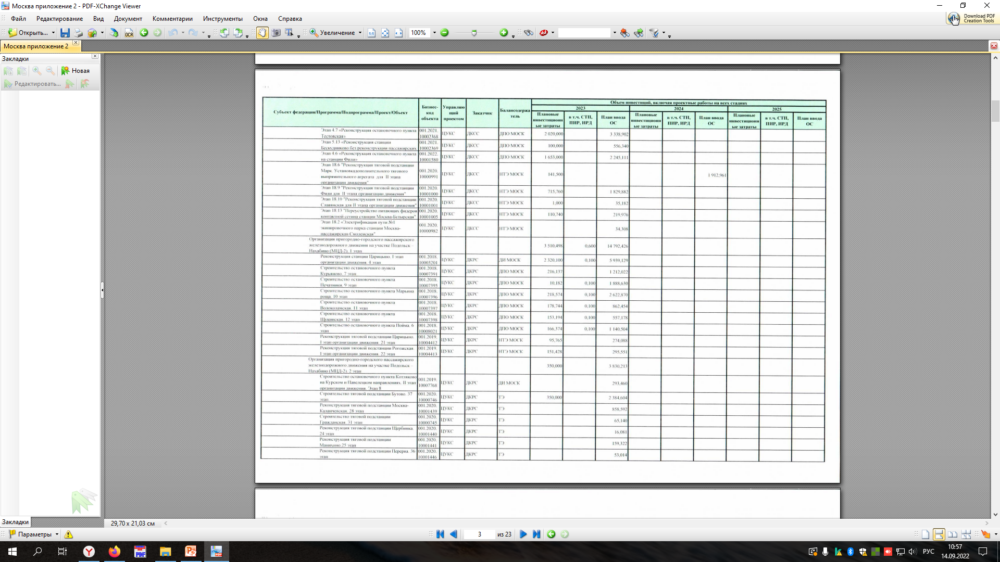 Москва приложение 2 - PDF-XChange Viewer
Файл Редактирование Вид Документ Комментарии Инструменты Окна Справка
Download PDF
Creation Tools
Открыть... OCR Увеличение 1:1 100% Ask
Москва приложение 2
Закладки
Новая
Редактировать...
Субъект федерации/Программа/Подпрограмма/Проект/Объект
Бизнес-
код
объекта
Управляю
щий
проектом
Заказчик
Балансодержа
тель
Объем инвестиций, включая проектные работы на всех стадиях
2023 2024 2025
Плановые
инвестиционн
ые затраты
в т.ч. СТП,
ПИР, ИРД
План ввода
ОС
Плановые
инвестиционн
ые затраты
в т.ч. СТП,
ПИР, ИРД
План ввода
ОС
Плановые
инвестиционн
ые затраты
в т.ч. СТП,
ПИР, ИРД
План ввода
ОС
Этап 4.7 «Реконструкция остановочного пункта
Тестовская»
001.2021.
10002368
ЦУКС ДКСС ДПО МОСК 2 020,000 3 338,902
Этап 5.13 «Реконструкция станции
Бескудниково без реконструкции пассажирских
001.2021.
10002369
ЦУКС ДКСС ДПО МОСК 100,000 556,340
Этап 4.6 «Реконструкция остановочного пункта
на станции Фили»
001.2022.
10001580
ЦУКС ДКСС ДПО МОСК 1 653,000 2 245,111
Этап 18.6 "Реконструкция тяговой подстанции
Марк. Установкадополнительного тягового
выпрямительного агрегата для II этапа
организации движения"
001.2020.
10000991
ЦУКС ДКСС НТЭ МОСК 141,500 1 912,961
Этап 18.9 "Реконструкция тяговой подстанции
Фили для II этапа организации движения"
001.2020.
10001000
ЦУКС ДКСС НТЭ МОСК 715,760 1 829,882
Этап 18.10 "Реконструкция тяговой подстанции
Славянская для II этапа организации движения"
001.2020.
10001001
ЦУКС ДКСС НТЭ МОСК 1,000 35,182
Этап 18.13 "Переустройство питающих фидеров
контактной сетина станции Москва-Бутырская"
001.2020.
10001005
ЦУКС ДКСС НТЭ МОСК 110,740 219,976
Этап 18.2 «Электрификация пути №1
экипировочного парка станции Москва-
пассажирская-Смоленская"
001.2020.
10000982
ЦУКС ДКСС НТЭ МОСК 34,308
Организация пригородно-городского пассажирского
железнодорожного движения на участке Подольск –
Нахабино (МЦД-2). 1 этап
3 510,498 0,600 14 792,426
Реконструкция станции Царицыно. I этап
организации движения. 4 этап
001.2018.
10003201
ЦУКС ДКРС ДИ МОСК 2 320,100 0,100 5 939,129
Строительство остановочного пункта
Курьяново. 7 этап
001.2018.
10007391
ЦУКС ДКРС ДПО МОСК 216,137 1 212,022
Строительство остановочного пункта
Печатники. 9 этап
001.2018.
10007395
ЦУКС ДКРС ДПО МОСК 10,182 0,100 1 888,630
Строительство остановочного пункта Марьина
роща. 10 этап
001.2018.
10007396
ЦУКС ДКРС ДПО МОСК 218,574 0,100 2 622,870
Строительство остановочного пункта
Волоколамская. 11 этап
001.2018.
10007397
ЦУКС ДКРС ДПО МОСК 178,744 0,100 862,454
Строительство остановочного пункта
Щукинская. 12 этап
001.2018.
10007398
ЦУКС ДКРС ДПО МОСК 153,194 0,100 557,178
Строительство остановочного пункта Пойма. 6
этап
001.2018.
10008021
ЦУКС ДКРС ДПО МОСК 166,374 0,100 1 140,504
Реконструкция тяговой подстанции Царицыно.
I этап организации движения. 21 этап
001.2019.
10004412
ЦУКС ДКРС НТЭ МОСК 95,765 274,088
Реконструкция тяговой подстанции Рогожская.
I этап организации движения. 22 этап
001.2019.
10004413
ЦУКС ДКРС НТЭ МОСК 151,428 295,551
Организация пригородно-городского пассажирского
железнодорожного движения на участке Подольск –
Нахабино (МЦД-2). 2 этап
350,000 3 830,213
Строительство остановочного пункта Котляково
на Курском и Павелецком направлениях. II этап
организации движения. Этап 8
001.2019.
10007768
ЦУКС ДКРС ДИ МОСК 293,460
Строительство тяговой подстанции Бутово. 37
этап.
001.2020.
10000746
ЦУКС ДКРС ТЭ 350,000 2 384,604
Реконструкция тяговой подстанции Москва-
Каланчевская. 28 этап
001.2020.
10001439
ЦУКС ДКРС ТЭ 858,592
Строительство тяговой подстанции
Гражданская. 31 этап
001.2020.
10000745
ЦУКС ДКРС ТЭ 65,140
Реконструкция тяговой подстанции Щербинка.
24 этап
001.2020.
10001440
ЦУКС ДКРС ТЭ 16,081
Реконструкция тяговой подстанции
Манихино.25 этап
001.2020.
10001441
ЦУКС ДКРС ТЭ 159,322
Реконструкция тяговой подстанции Перерва. 36
этап
001.2020.
10001446
ЦУКС ДКРС ТЭ 53,014
Закладки
29,70 x 21,03 см
Параметры
3 из 23
РУС
10:57
14.09.2022